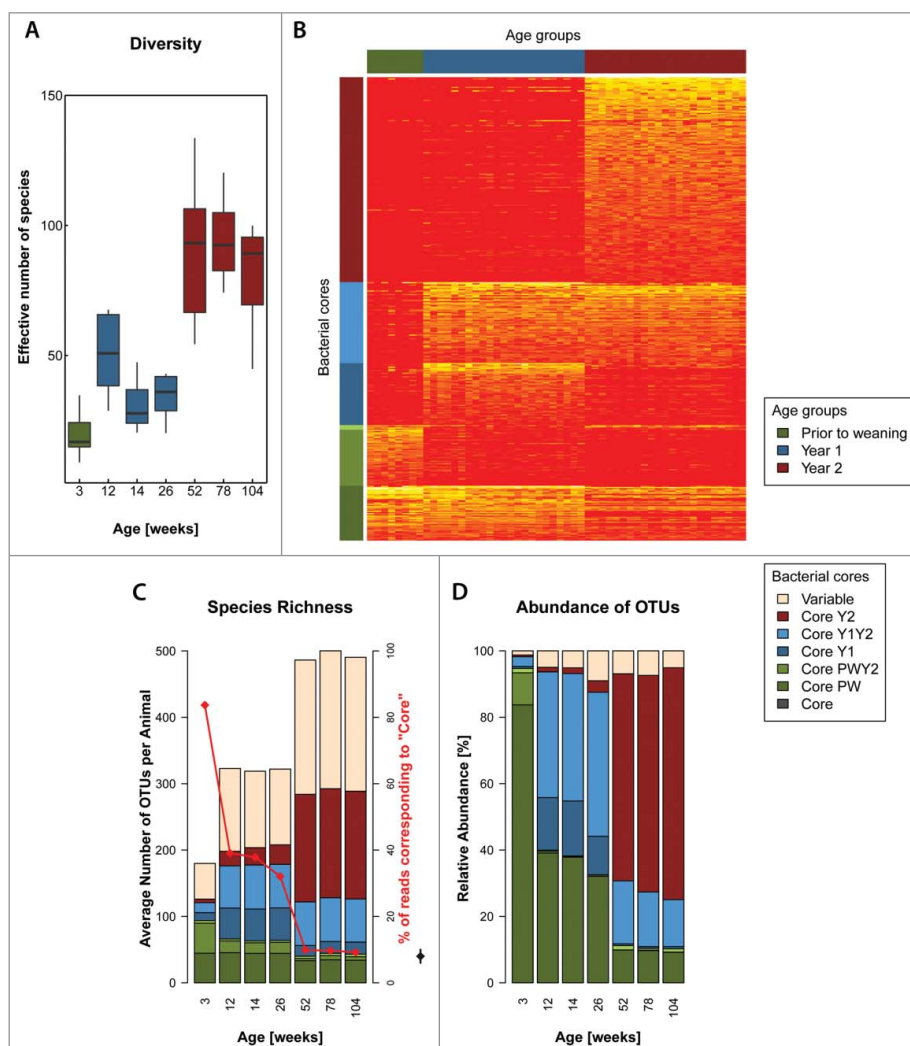 A
Diversity
Effective number of species
150
100
50
3
12
14
26
52
78
104
Age [weeks]
B
Age groups
Bacterial cores
Age groups
Prior to weaning
Year 1
Year 2
C
Species Richness
Average Number of OTUs per Animal
500
400
300
200
100
0
100
80
60
40
20
0
% of reads corresponding to "Core"
3
12
14
26
52
78
104
Age [weeks]
D
Abundance of OTUs
Relative Abundance [%]
100
80
60
40
20
0
3
12
14
26
52
78
104
Age [weeks]
Bacterial cores
Variable
Core Y2
Core Y1Y2
Core Y1
Core PWY2
Core PW
Core